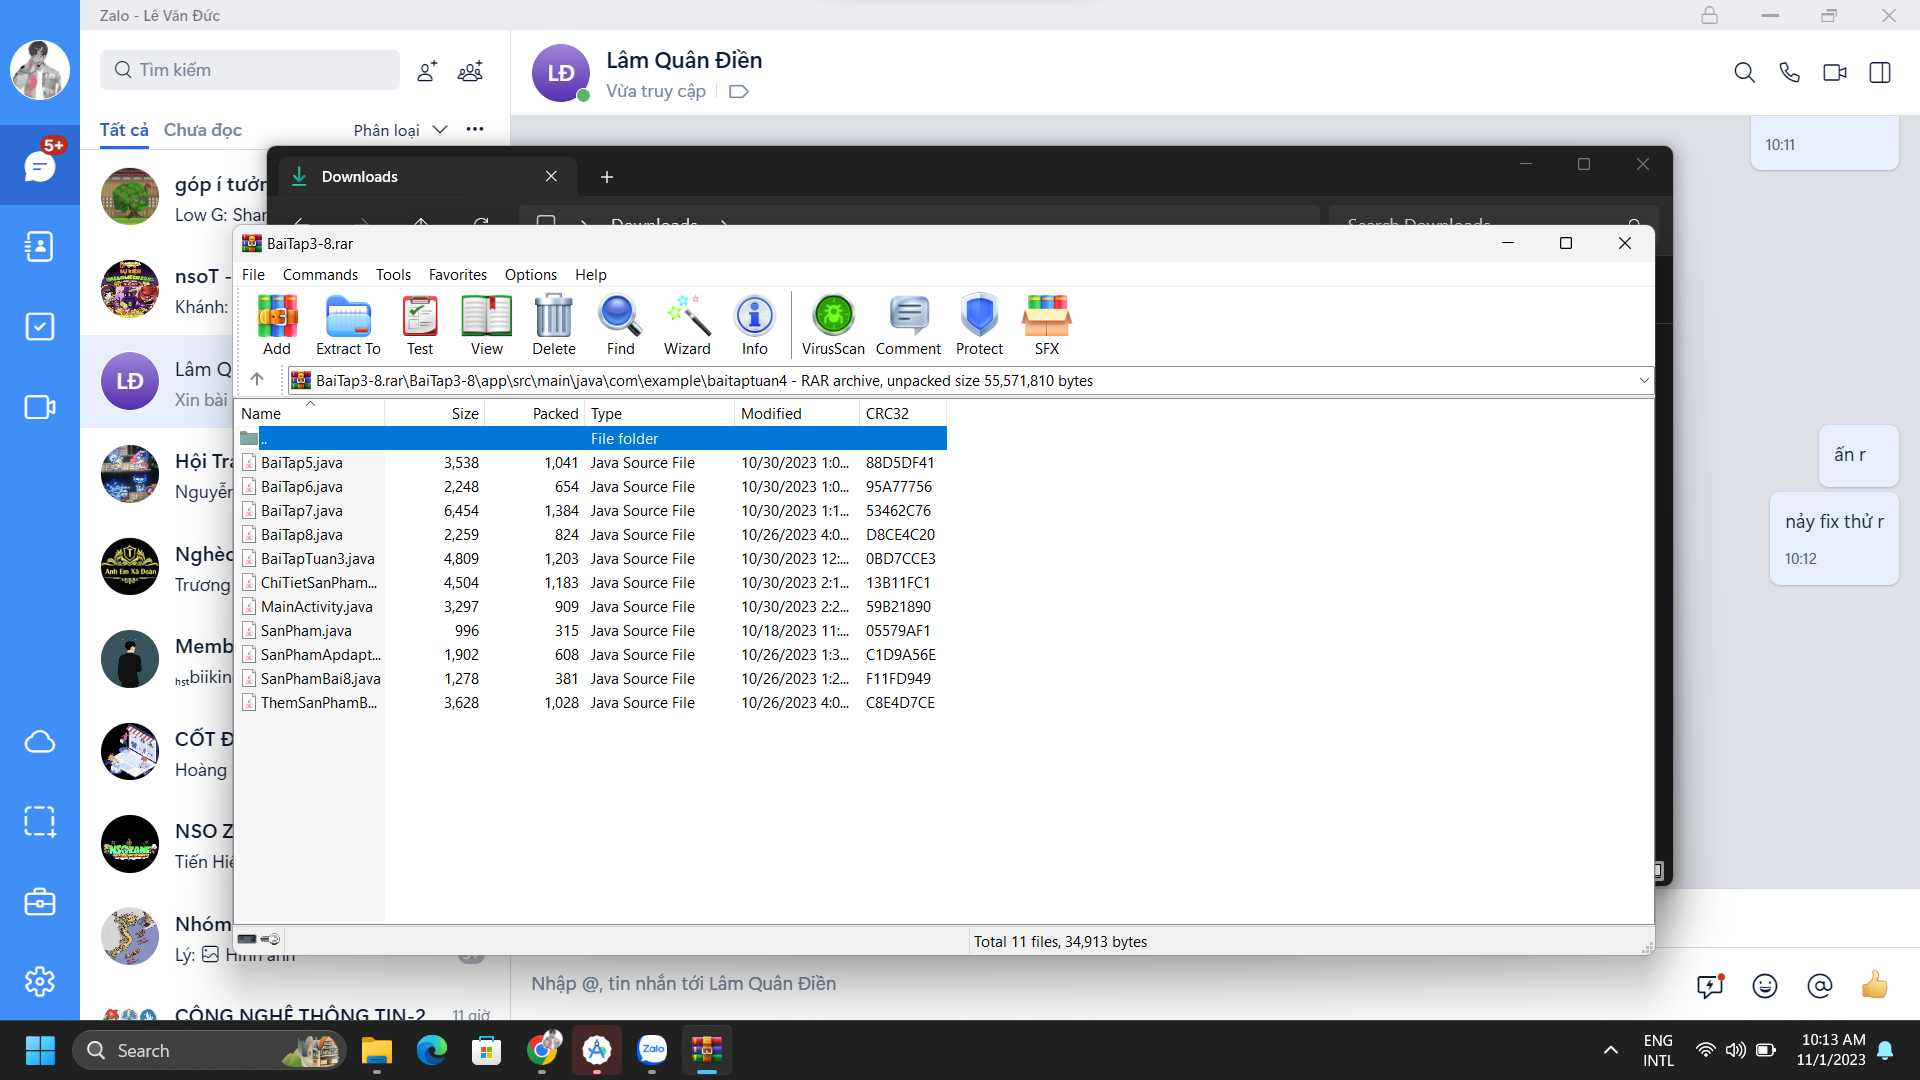 Zalo - Lê Văn Đức
Tìm kiếm
Tất cả
Chưa đọc
Phân loại
5+
góp í tưởn
Low G: Shar
nsoT -
Khánh:
LĐ
Lâm Q
Xin bài
Hội Tra
Nguyễn
Nghèo
Trương
Anh Em Xã Đoàn
Memb
hstbiikin
CỐT Đ
Hoàng
NSO Z
Tiến Hiế
Nhóm
Lý: Hình ảnh
5+
CÔNG NGHỆ THÔNG TIN-2
11 giờ
LĐ
Lâm Quân Điền
Vừa truy cập
10:11
ấn r
nảy fix thử r
10:12
Nhập @, tin nhắn tới Lâm Quân Điền
Downloads
Downloads
Search Downloads
BaiTap3-8.rar
File Commands Tools Favorites Options Help
Add Extract To Test View Delete Find Wizard Info VirusScan Comment Protect SFX
BaiTap3-8.rar\BaiTap3-8\app\src\main\java\com\example\baitaptuan4 - RAR archive, unpacked size 55,571,810 bytes
Name Size Packed Type Modified CRC32
.. File folder
BaiTap5.java 3,538 1,041 Java Source File 10/30/2023 1:0... 88D5DF41
BaiTap6.java 2,248 654 Java Source File 10/30/2023 1:0... 95A77756
BaiTap7.java 6,454 1,384 Java Source File 10/30/2023 1:1... 53462C76
BaiTap8.java 2,259 824 Java Source File 10/26/2023 4:0... D8CE4C20
BaiTapTuan3.java 4,809 1,203 Java Source File 10/30/2023 12:... 0BD7CCE3
ChiTietSanPham... 4,504 1,183 Java Source File 10/30/2023 2:1... 13B11FC1
MainActivity.java 3,297 909 Java Source File 10/30/2023 2:2... 59B21890
SanPham.java 996 315 Java Source File 10/18/2023 11:... 05579AF1
SanPhamApdapt... 1,902 608 Java Source File 10/26/2023 1:3... C1D9A56E
SanPhamBai8.java 1,278 381 Java Source File 10/26/2023 1:2... F11FD949
ThemSanPhamB... 3,628 1,028 Java Source File 10/26/2023 4:0... C8E4D7CE
Total 11 files, 34,913 bytes
Search
Zalo
ENG
INTL
10:13 AM
11/1/2023